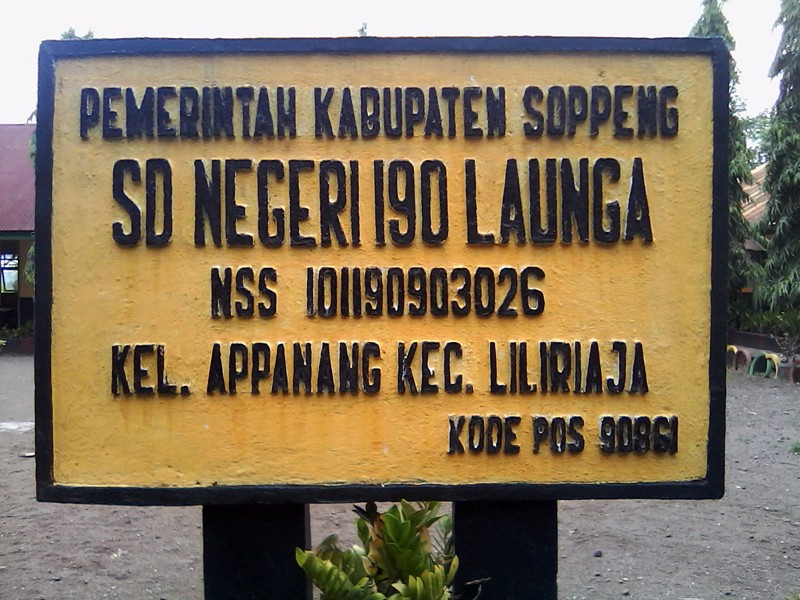 PEMERINTAH KABUPATEN SOPPENG
SD NEGERI 190 LAUNGA
NSS 101190903026
KEL. APPANANG KEC. LILIRIAJA
KODE POS 90861